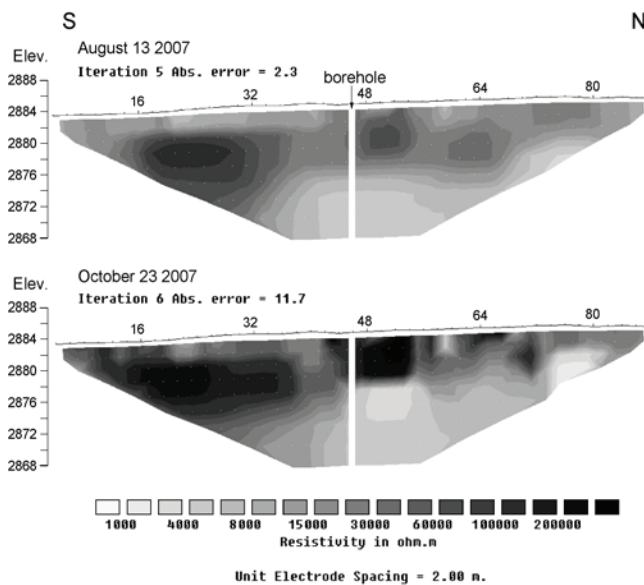 S N
August 13 2007
Elev.
Iteration 5 Abs. error = 2.3
borehole
2888
16 32 48 64 80
2884
2880
2876
2872
2868
October 23 2007
Elev.
Iteration 6 Abs. error = 11.7
2888
16 32 48 64 80
2884
2880
2876
2872
2868
1000 4000 8000 15000 30000 60000 100000 200000
Resistivity in ohm.m
Unit Electrode Spacing = 2.00 m.